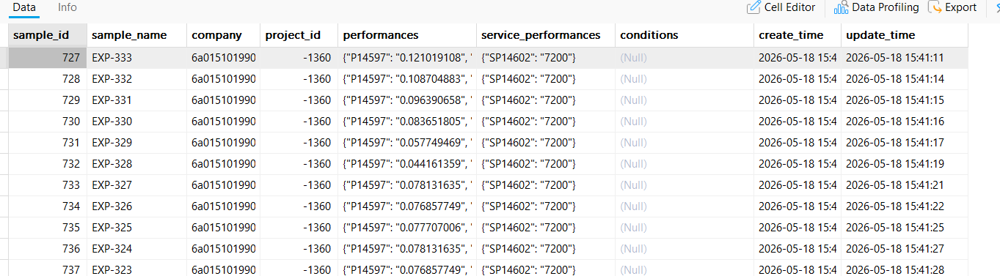 Data Info Cell Editor Data Profiling Export
sample_id sample_name company project_id performances service_performances conditions create_time update_time
727 EXP-333 6a015101990 -1360 {"P14597": "0.121019108", " {"SP14602": "7200"} (Null) 2026-05-18 15:4 2026-05-18 15:41:11
728 EXP-332 6a015101990 -1360 {"P14597": "0.108704883", " {"SP14602": "7200"} (Null) 2026-05-18 15:4 2026-05-18 15:41:14
729 EXP-331 6a015101990 -1360 {"P14597": "0.096390658", " {"SP14602": "7200"} (Null) 2026-05-18 15:4 2026-05-18 15:41:15
730 EXP-330 6a015101990 -1360 {"P14597": "0.083651805", " {"SP14602": "7200"} (Null) 2026-05-18 15:4 2026-05-18 15:41:16
731 EXP-329 6a015101990 -1360 {"P14597": "0.057749469", " {"SP14602": "7200"} (Null) 2026-05-18 15:4 2026-05-18 15:41:17
732 EXP-328 6a015101990 -1360 {"P14597": "0.044161359", " {"SP14602": "7200"} (Null) 2026-05-18 15:4 2026-05-18 15:41:19
733 EXP-327 6a015101990 -1360 {"P14597": "0.078131635", " {"SP14602": "7200"} (Null) 2026-05-18 15:4 2026-05-18 15:41:21
734 EXP-326 6a015101990 -1360 {"P14597": "0.076857749", " {"SP14602": "7200"} (Null) 2026-05-18 15:4 2026-05-18 15:41:22
735 EXP-325 6a015101990 -1360 {"P14597": "0.077707006", " {"SP14602": "7200"} (Null) 2026-05-18 15:4 2026-05-18 15:41:25
736 EXP-324 6a015101990 -1360 {"P14597": "0.078131635", " {"SP14602": "7200"} (Null) 2026-05-18 15:4 2026-05-18 15:41:27
737 EXP-323 6a015101990 -1360 {"P14597": "0.076857749", " {"SP14602": "7200"} (Null) 2026-05-18 15:4 2026-05-18 15:41:28